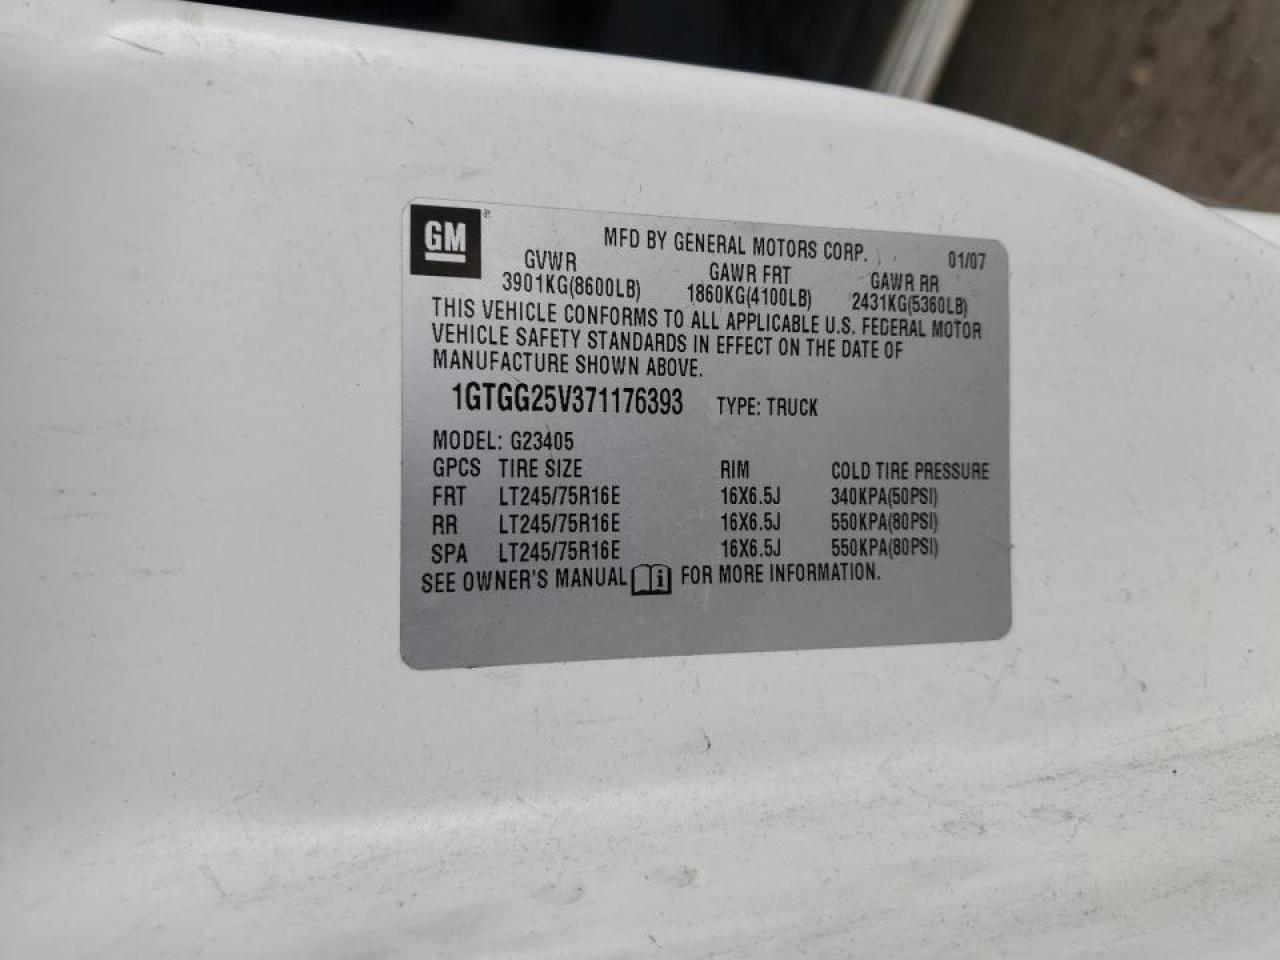 GM ®
MFD BY GENERAL MOTORS CORP. 01/07
GVWR GAWR FRT GAWR RR
3901KG(8600LB) 1860KG(4100LB) 2431KG(5360LB)
THIS VEHICLE CONFORMS TO ALL APPLICABLE U.S. FEDERAL MOTOR
VEHICLE SAFETY STANDARDS IN EFFECT ON THE DATE OF
MANUFACTURE SHOWN ABOVE.
1GTGG25V371176393 TYPE: TRUCK
MODEL: G23405
GPCS TIRE SIZE RIM COLD TIRE PRESSURE
FRT LT245/75R16E 16X6.5J 340KPA(50PSI)
RR LT245/75R16E 16X6.5J 550KPA(80PSI)
SPA LT245/75R16E 16X6.5J 550KPA(80PSI)
SEE OWNER'S MANUAL FOR MORE INFORMATION.